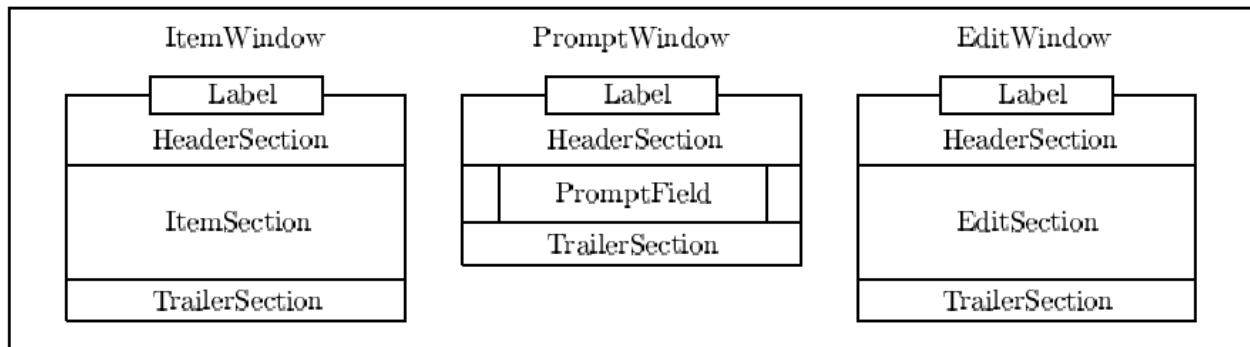 ItemWindow PromptWindow EditWindow
Label Label Label
HeaderSection HeaderSection HeaderSection
ItemSection PromptField EditSection
TrailerSection
TrailerSection TrailerSection